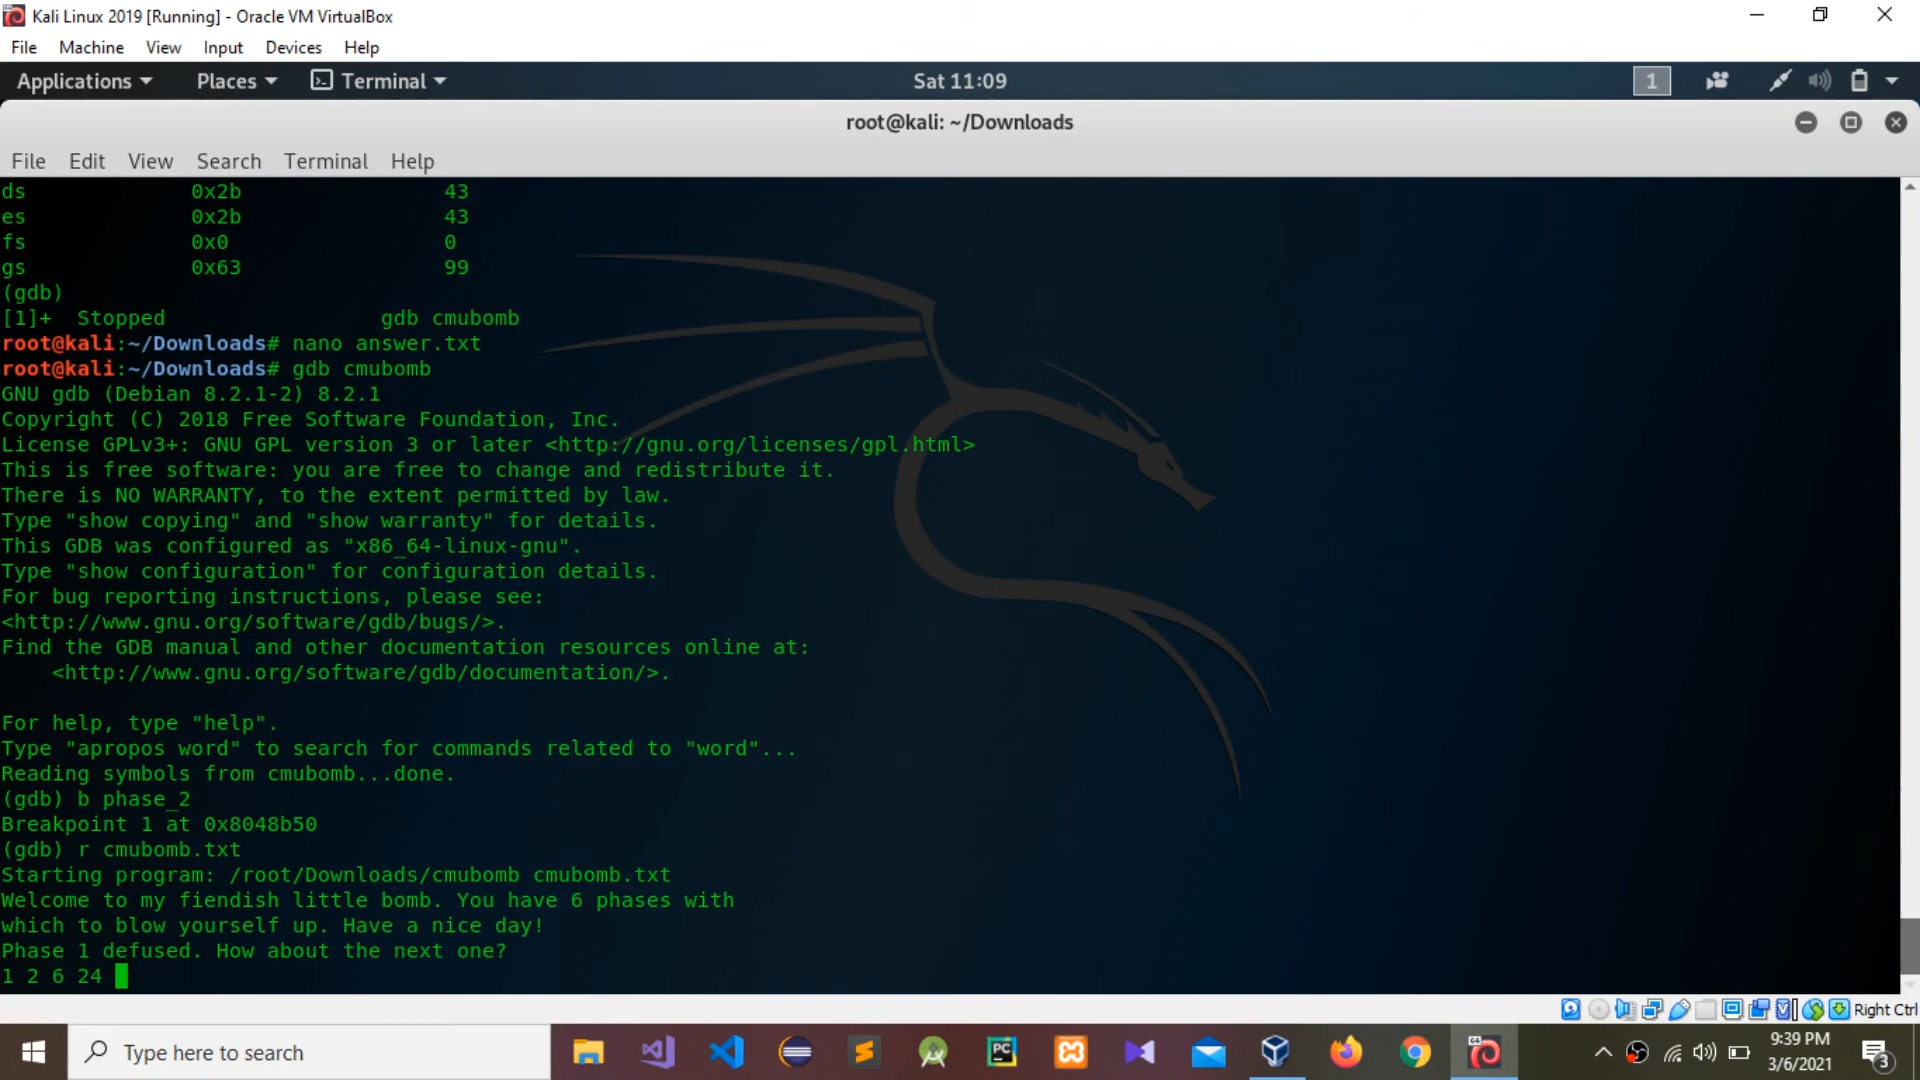 Kali Linux 2019 [Running] - Oracle VM VirtualBox
File Machine View Input Devices Help
Applications Places Terminal Sat 11:09 1
root@kali: ~/Downloads
File Edit View Search Terminal Help
ds 0x2b 43
es 0x2b 43
fs 0x0 0
gs 0x63 99
(gdb)
[1]+ Stopped gdb cmubomb
root@kali:~/Downloads# nano answer.txt
root@kali:~/Downloads# gdb cmubomb
GNU gdb (Debian 8.2.1-2) 8.2.1
Copyright (C) 2018 Free Software Foundation, Inc.
License GPLv3+: GNU GPL version 3 or later <http://gnu.org/licenses/gpl.html>
This is free software: you are free to change and redistribute it.
There is NO WARRANTY, to the extent permitted by law.
Type "show copying" and "show warranty" for details.
This GDB was configured as "x86_64-linux-gnu".
Type "show configuration" for configuration details.
For bug reporting instructions, please see:
<http://www.gnu.org/software/gdb/bugs/>.
Find the GDB manual and other documentation resources online at:
<http://www.gnu.org/software/gdb/documentation/>.
For help, type "help".
Type "apropos word" to search for commands related to "word"...
Reading symbols from cmubomb...done.
(gdb) b phase_2
Breakpoint 1 at 0x8048b50
(gdb) r cmubomb.txt
Starting program: /root/Downloads/cmubomb cmubomb.txt
Welcome to my fiendish little bomb. You have 6 phases with
which to blow yourself up. Have a nice day!
Phase 1 defused. How about the next one?
1 2 6 24
Right Ctrl
Type here to search
PC
64
9:39 PM
3/6/2021
3